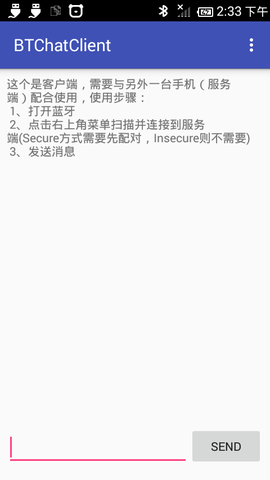 2:33 下午
BTChatClient
这个是客户端，需要与另外一台手机（服务
端）配合使用，使用步骤：
1、打开蓝牙
2、点击右上角菜单扫描并连接到服务
端(Secure方式需要先配对，Insecure则不需要)
3、发送消息
SEND